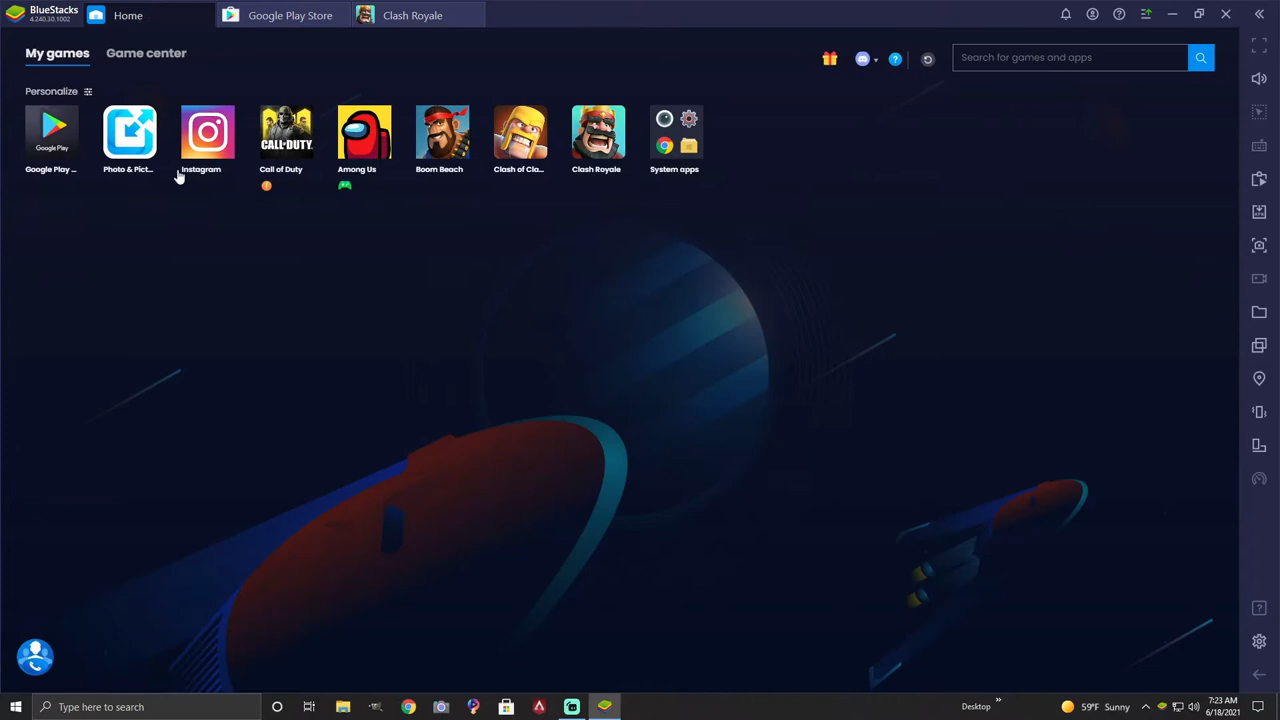 BlueStacks
4.240.30.1002
Home
Google Play Store
Clash Royale
My games
Game center
Search for games and apps
Personalize
Google Play
CALL·DUTY
Google Play ...
Photo & Pict...
Instagram
Call of Duty
Among Us
Boom Beach
Clash of Cla...
Clash Royale
System apps
Type here to search
Desktop
59°F Sunny
7:23 AM
6/18/2021